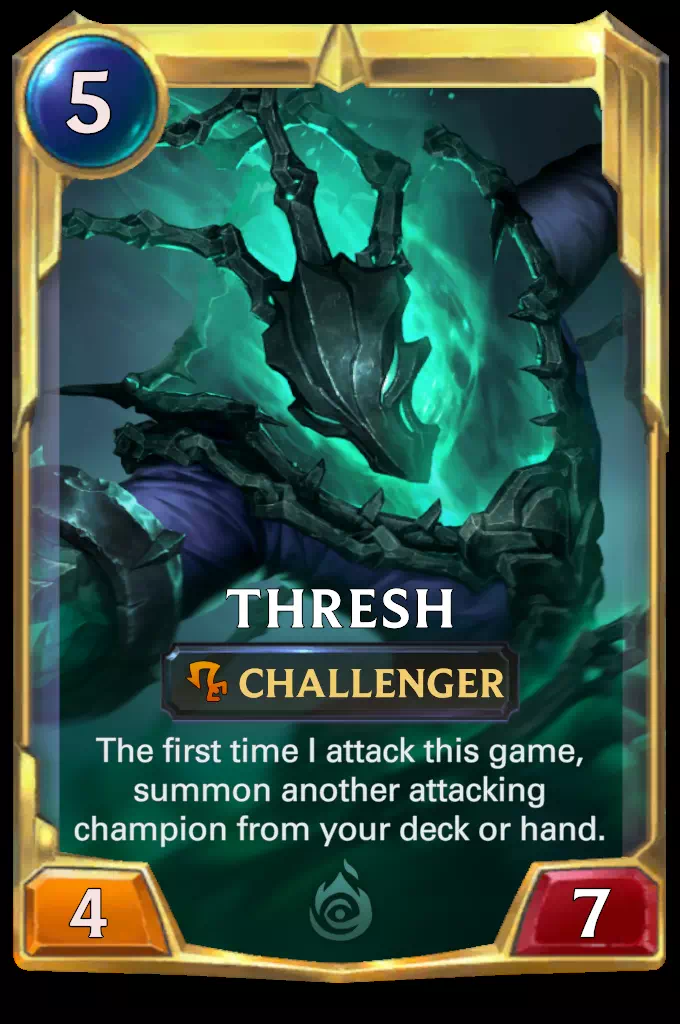 5
THRESH
CHALLENGER
The first time I attack this game,
summon another attacking
champion from your deck or hand.
4
7